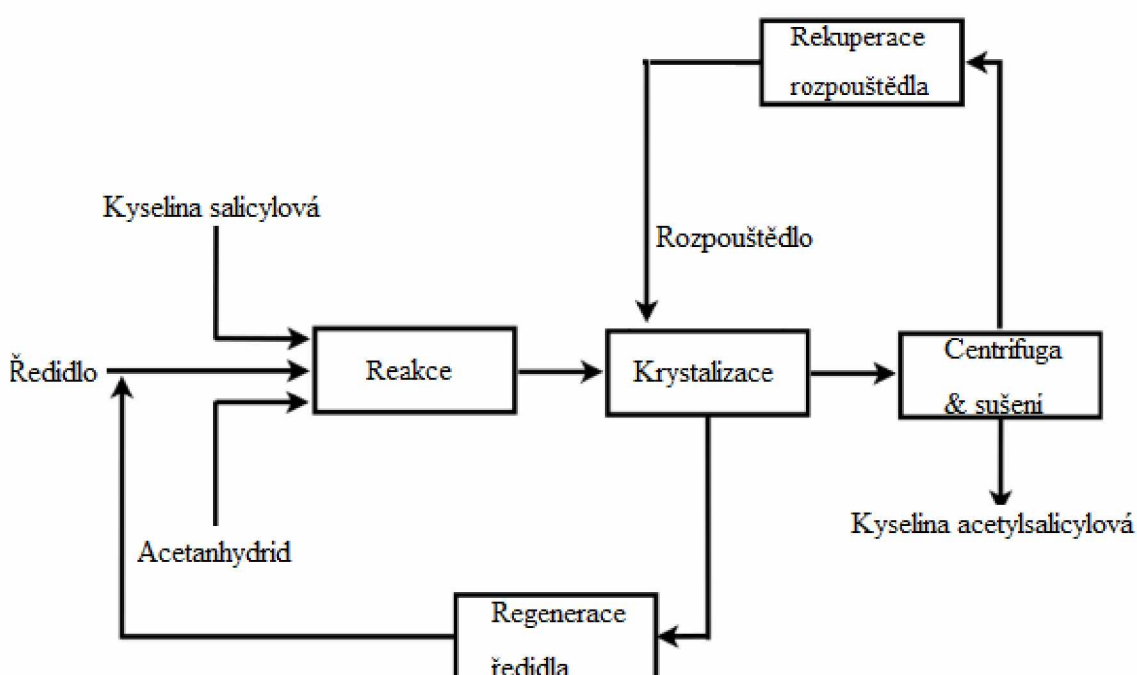 Rekuperace
rozpouštědla
Kyselina salicylová
Rozpouštědlo
Ředidlo
Reakce
Krystalizace
Centrifuga
& sušení
Kyselina acetylsalicylová
Acetanhydrid
Regenerace
ředidla